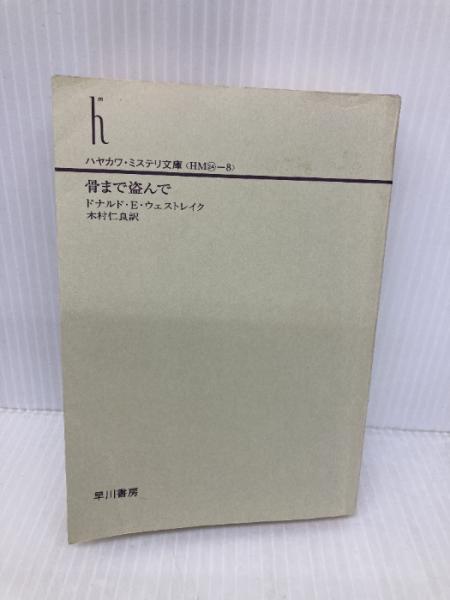 hm
ハヤカワ・ミステリ文庫〈HM㉔-8〉
骨まで盗んで
ドナルド・E・ウェストレイク
木村仁良訳
早川書房